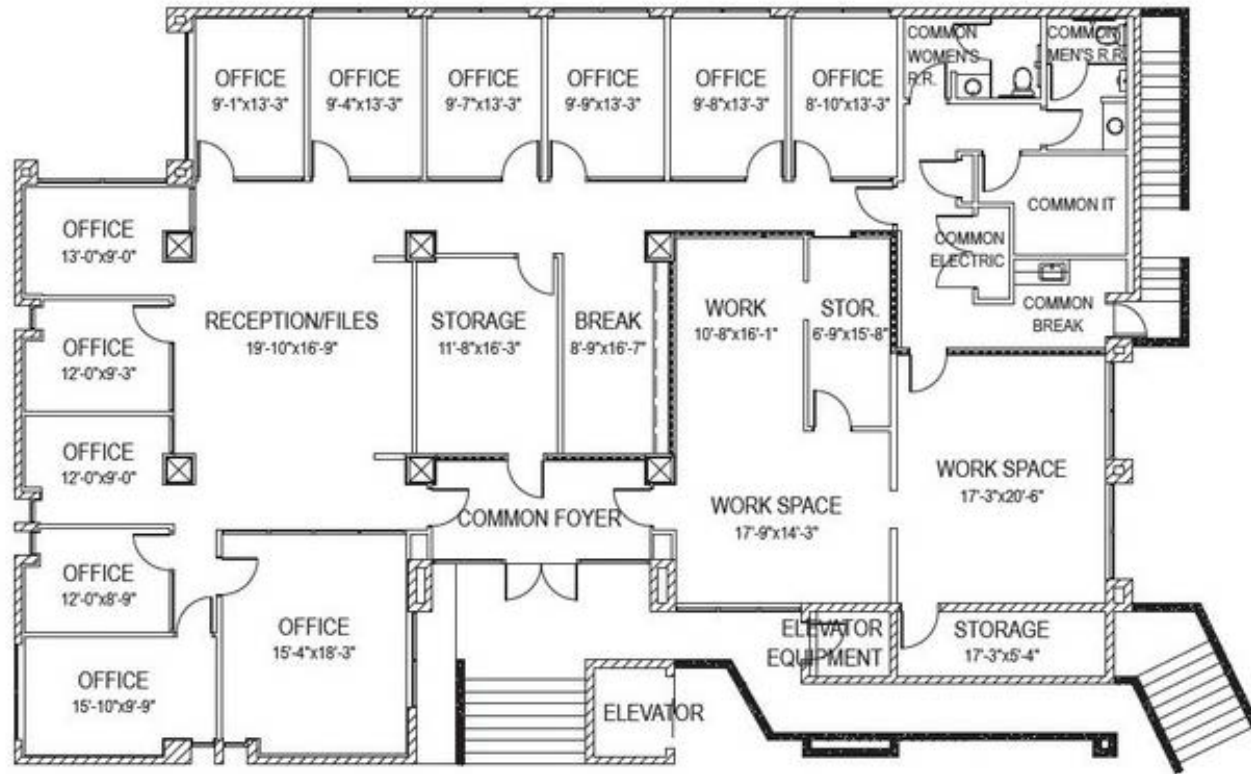 OFFICE
9'-1"x13'-3"
OFFICE
9'-4"x13'-3"
OFFICE
9'-7"x13'-3"
OFFICE
9'-9"x13'-3"
OFFICE
9'-8"x13'-3"
OFFICE
8'-10"x13'-3"
COMMON
WOMEN'S
R.R.
COMMON
MEN'S R.R.
OFFICE
13'-0"x9'-0"
COMMON IT
COMMON
ELECTRIC
COMMON
BREAK
OFFICE
12'-0"x9'-3"
RECEPTION/FILES
19'-10"x16'-9"
STORAGE
11'-8"x16'-3"
BREAK
8'-9"x16'-7"
WORK
10'-8"x16'-1"
STOR.
6'-9"x15'-8"
OFFICE
12'-0"x9'-0"
COMMON FOYER
WORK SPACE
17'-9"x14'-3"
WORK SPACE
17'-3"x20'-6"
OFFICE
12'-0"x8'-9"
OFFICE
15'-4"x18'-3"
ELEVATOR
EQUIPMENT
STORAGE
17'-3"x5'-4"
OFFICE
15'-10"x9'-9"
ELEVATOR